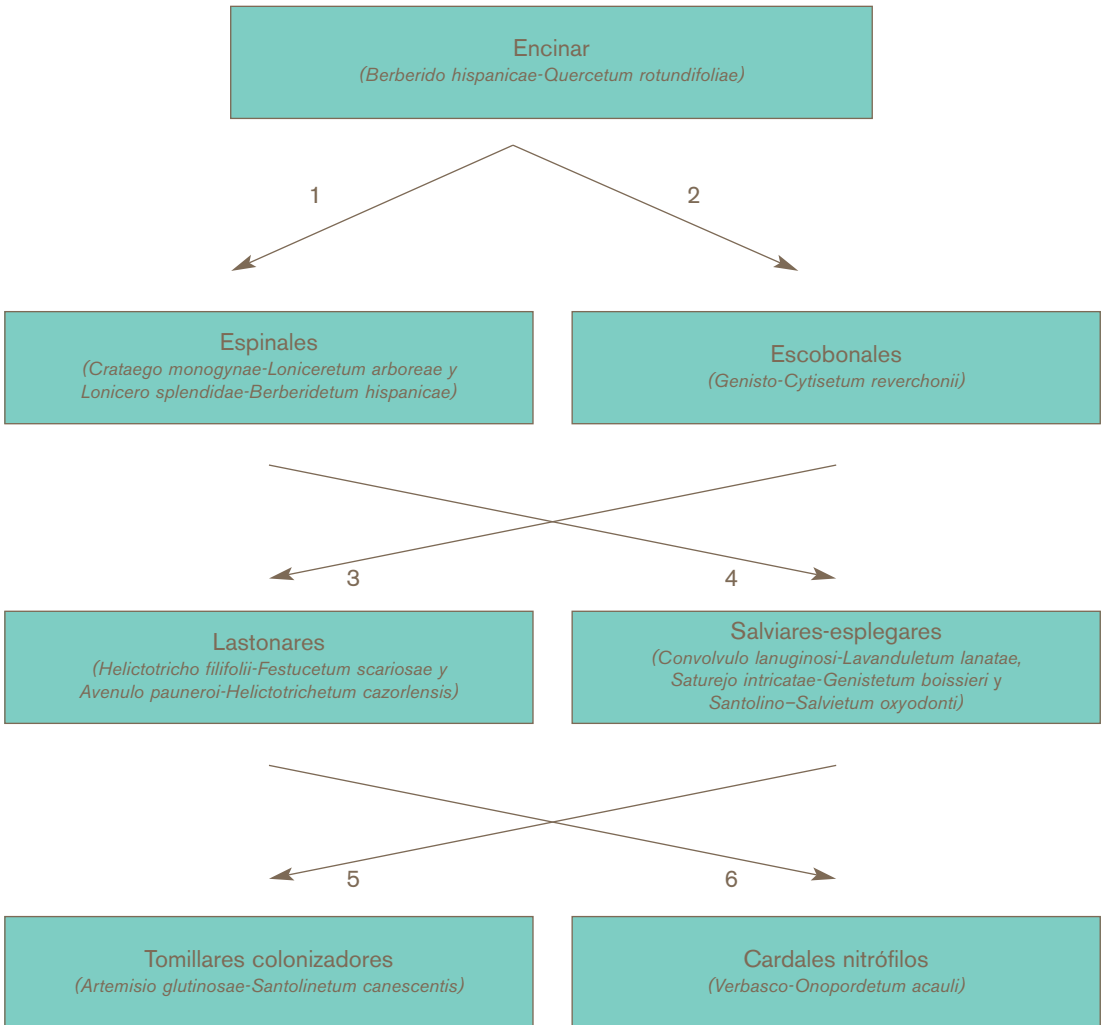 Encinar
(Berberido hispanicae-Quercetum rotundifoliae)
1
2
Espinales
(Crataego monogynae-Loniceretum arboreae y
Lonicero splendidae-Berberidetum hispanicae)
Escobonales
(Genisto-Cytisetum reverchonii)
3
4
Lastonares
(Helictotricho filifolii-Festucetum scariosae y
Avenulo pauneroi-Helictotrichetum cazorlensis)
Salviares-esplegares
(Convolvulo lanuginosi-Lavanduletum lanatae,
Saturejo intricatae-Genistetum boissieri y
Santolino–Salvietum oxyodonti)
5
6
Tomillares colonizadores
(Artemisio glutinosae-Santolinetum canescentis)
Cardales nitrófilos
(Verbasco-Onopordetum acauli)